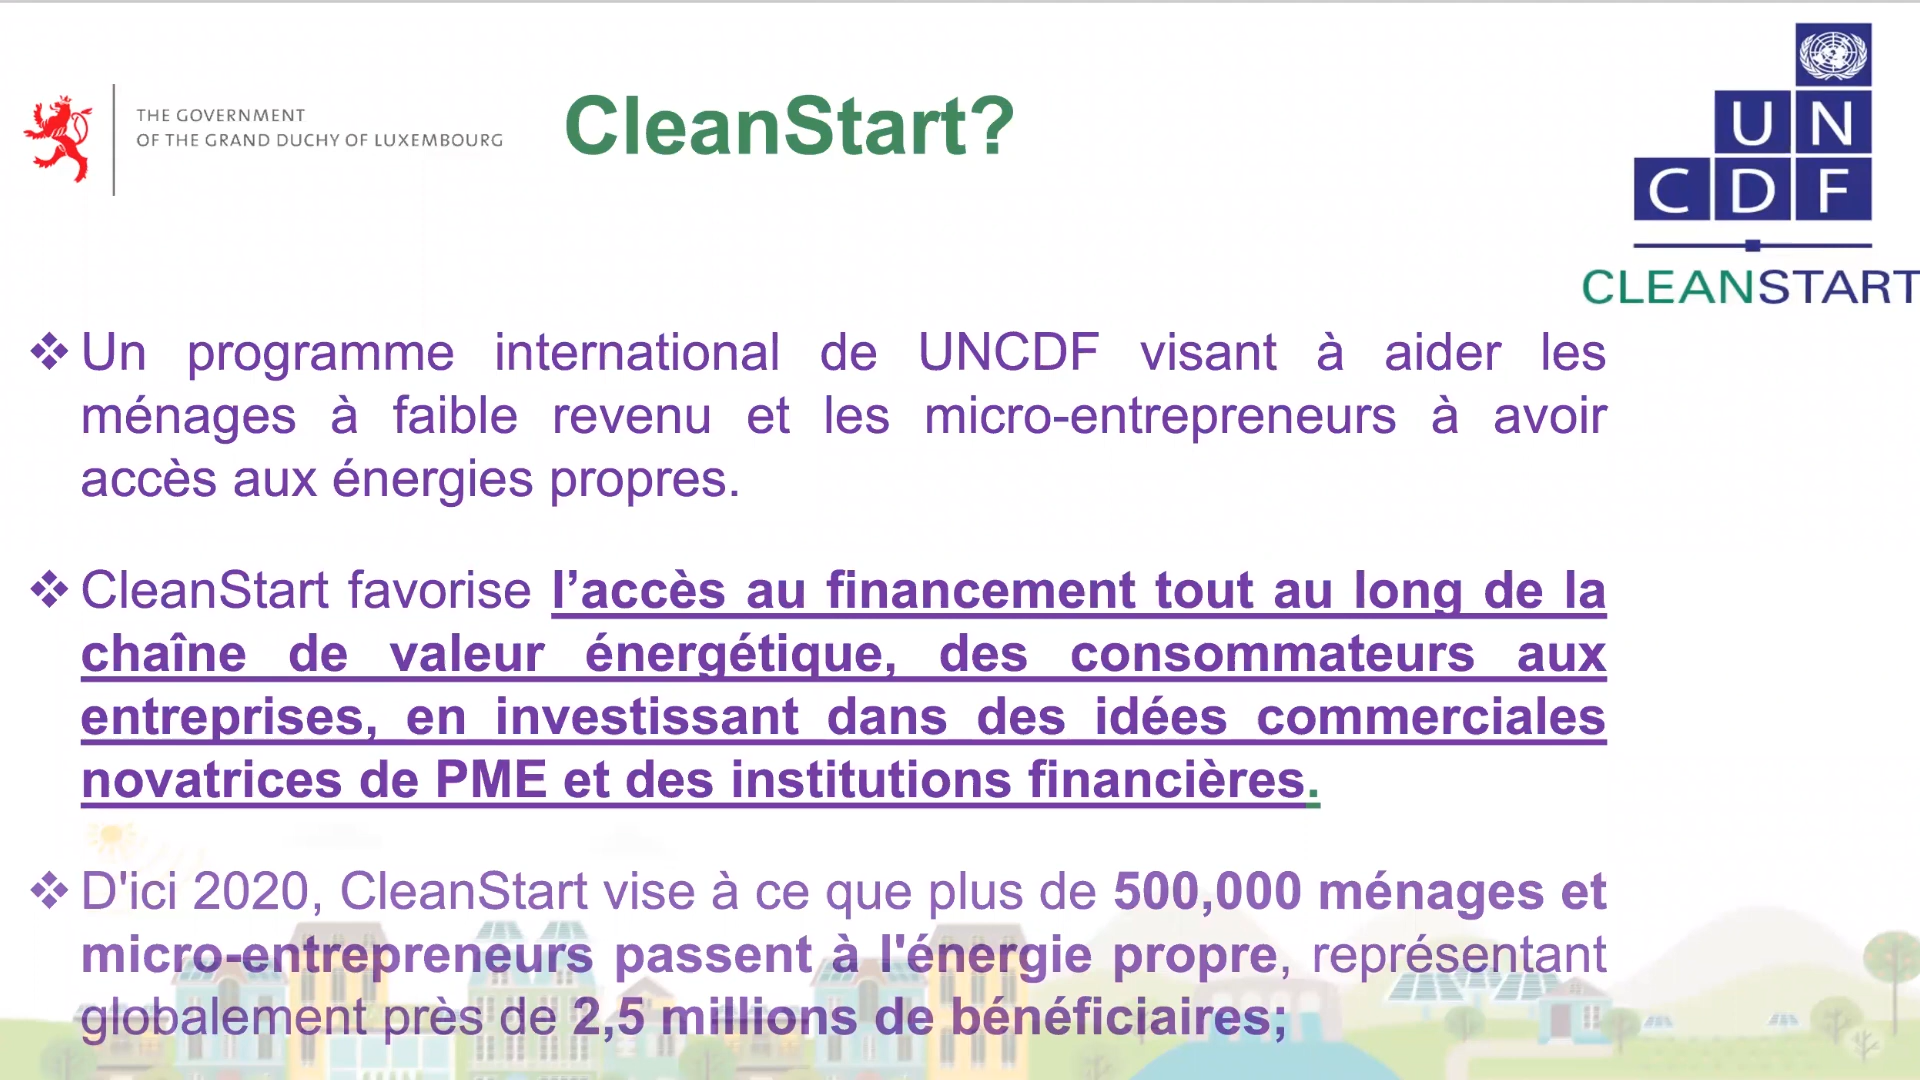 THE GOVERNMENT
OF THE GRAND DUCHY OF LUXEMBOURG
CleanStart?
U N
C D F
CLEANSTART
❖ Un programme international de UNCDF visant à aider les
ménages à faible revenu et les micro-entrepreneurs à avoir
accès aux énergies propres.
❖ CleanStart favorise l’accès au financement tout au long de la
chaîne de valeur énergétique, des consommateurs aux
entreprises, en investissant dans des idées commerciales
novatrices de PME et des institutions financières.
❖ D'ici 2020, CleanStart vise à ce que plus de 500,000 ménages et
micro-entrepreneurs passent à l'énergie propre, représentant
globalement près de 2,5 millions de bénéficiaires;